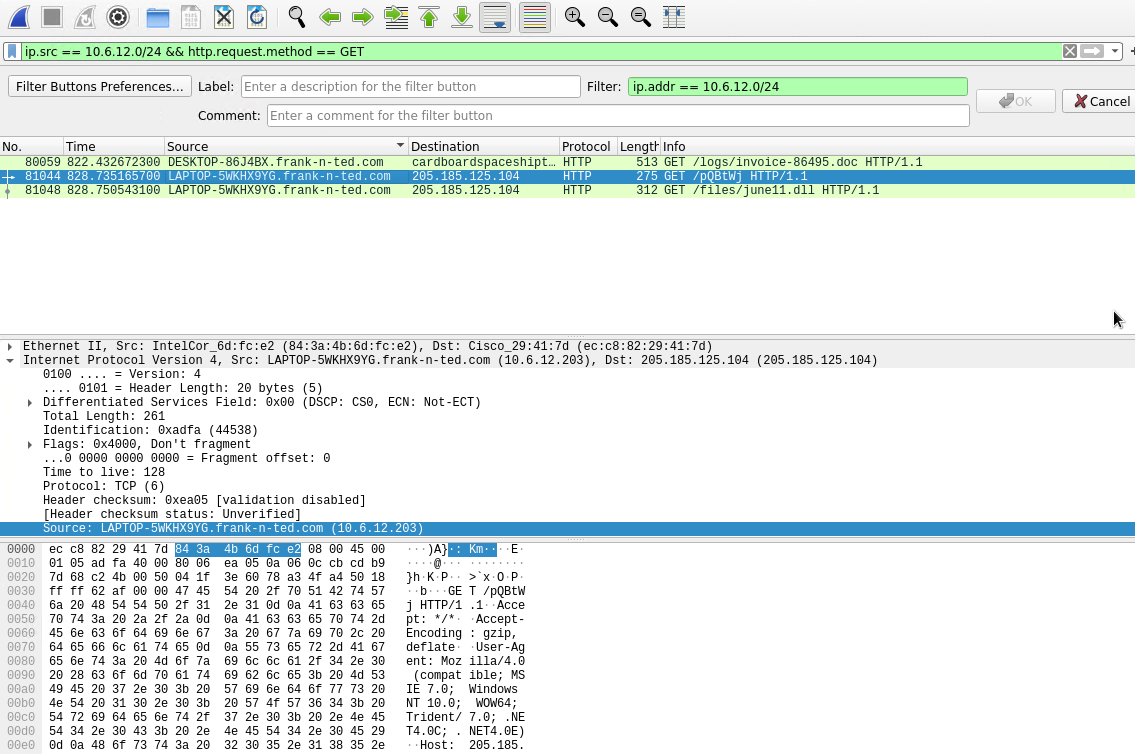 ip.src == 10.6.12.0/24 && http.request.method == GET
Filter Buttons Preferences… Label: Enter a description for the filter button Filter: ip.addr == 10.6.12.0/24
OK Cancel
Comment: Enter a comment for the filter button
No. Time Source Destination Protocol Length Info
80059 822.432672300 DESKTOP-86J4BX.frank-n-ted.com cardboardspaceshipt… HTTP 513 GET /logs/invoice-86495.doc HTTP/1.1
81044 828.735165700 LAPTOP-5WKHX9YG.frank-n-ted.com 205.185.125.104 HTTP 275 GET /pQBtWj HTTP/1.1
81048 828.750543100 LAPTOP-5WKHX9YG.frank-n-ted.com 205.185.125.104 HTTP 312 GET /files/june11.dll HTTP/1.1
Ethernet II, Src: IntelCor_6d:fc:e2 (84:3a:4b:6d:fc:e2), Dst: Cisco_29:41:7d (ec:c8:82:29:41:7d)
Internet Protocol Version 4, Src: LAPTOP-5WKHX9YG.frank-n-ted.com (10.6.12.203), Dst: 205.185.125.104 (205.185.125.104)
0100 .... = Version: 4
.... 0101 = Header Length: 20 bytes (5)
Differentiated Services Field: 0x00 (DSCP: CS0, ECN: Not-ECT)
Total Length: 261
Identification: 0xadfa (44538)
Flags: 0x4000, Don't fragment
...0 0000 0000 0000 = Fragment offset: 0
Time to live: 128
Protocol: TCP (6)
Header checksum: 0xea05 [validation disabled]
[Header checksum status: Unverified]
Source: LAPTOP-5WKHX9YG.frank-n-ted.com (10.6.12.203)
0000 ec c8 82 29 41 7d 84 3a 4b 6d fc e2 08 00 45 00 ···)A}·: Km····E·
0010 01 05 ad fa 40 00 80 06 ea 05 0a 06 0c cb cd b9 ····@··· ········
0020 7d 68 c2 4b 00 50 04 1f 3e 60 78 a3 4f a4 50 18 }h·K·P·· >`x·O·P·
0030 ff ff 62 af 00 00 47 45 54 20 2f 70 51 42 74 57 ··b···GE T /pQBtW
0040 6a 20 48 54 54 50 2f 31 2e 31 0d 0a 41 63 63 65 j HTTP/1 .1··Acce
0050 70 74 3a 20 2a 2f 2a 0d 0a 41 63 63 65 70 74 2d pt: */*· ·Accept-
0060 45 6e 63 6f 64 69 6e 67 3a 20 67 7a 69 70 2c 20 Encoding : gzip,
0070 64 65 66 6c 61 74 65 0d 0a 55 73 65 72 2d 41 67 deflate· ·User-Ag
0080 65 6e 74 3a 20 4d 6f 7a 69 6c 6c 61 2f 34 2e 30 ent: Moz illa/4.0
0090 20 28 63 6f 6d 70 61 74 69 62 6c 65 3b 20 4d 53 (compat ible; MS
00a0 49 45 20 37 2e 30 3b 20 57 69 6e 64 6f 77 73 20 IE 7.0; Windows
00b0 4e 54 20 31 30 2e 30 3b 20 57 4f 57 36 34 3b 20 NT 10.0; WOW64;
00c0 54 72 69 64 65 6e 74 2f 37 2e 30 3b 20 2e 4e 45 Trident/ 7.0; .NE
00d0 54 34 2e 30 43 3b 20 2e 4e 45 54 34 2e 30 45 29 T4.0C; . NET4.0E)
00e0 0d 0a 48 6f 73 74 3a 20 32 30 35 2e 31 38 35 2e ··Host: 205.185.